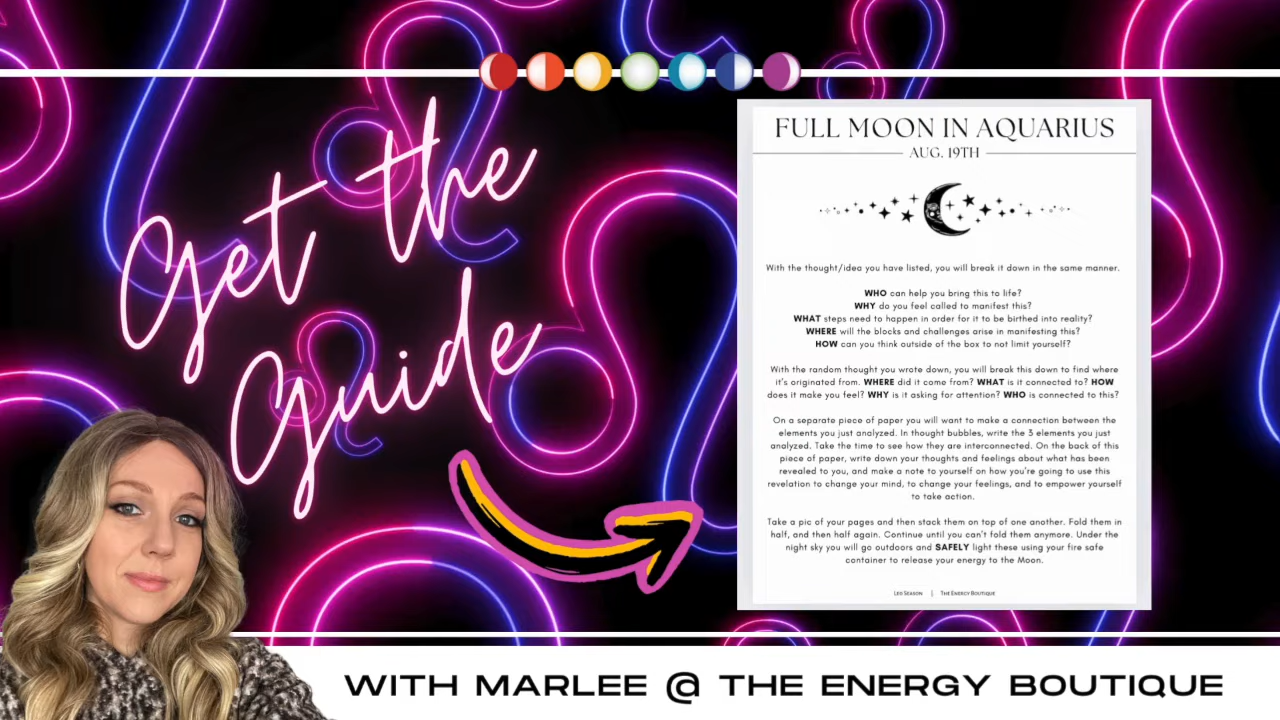 Get the
Guide
FULL MOON IN AQUARIUS
AUG. 19TH
With the thought/idea you have listed, you will break it down in the same manner.
WHO can help you bring this to life?
WHY do you feel called to manifest this?
WHAT steps need to happen in order for it to be birthed into reality?
WHERE will the blocks and challenges arise in manifesting this?
HOW can you think outside of the box to not limit yourself?
With the random thought you wrote down, you will break this down to find where
it's originated from. WHERE did it come from? WHAT is it connected to? HOW
does it make you feel? WHY is it asking for attention? WHO is connected to this?
On a separate piece of paper you will want to make a connection between the
elements you just analyzed. In thought bubbles, write the 3 elements you just
analyzed. Take the time to see how they are interconnected. On the back of this
piece of paper, write down your thoughts and feelings about what has been
revealed to you, and make a note to yourself on how you're going to use this
revelation to change your mind, to change your feelings, and to empower yourself
to take action.
Take a pic of your pages and then stack them on top of one another. Fold them in
half, and then half again. Continue until you can't fold them anymore. Under the
night sky you will go outdoors and SAFELY light these using your fire safe
container to release your energy to the Moon.
LEO SEASON | THE ENERGY BOUTIQUE
WITH MARLEE @ THE ENERGY BOUTIQUE